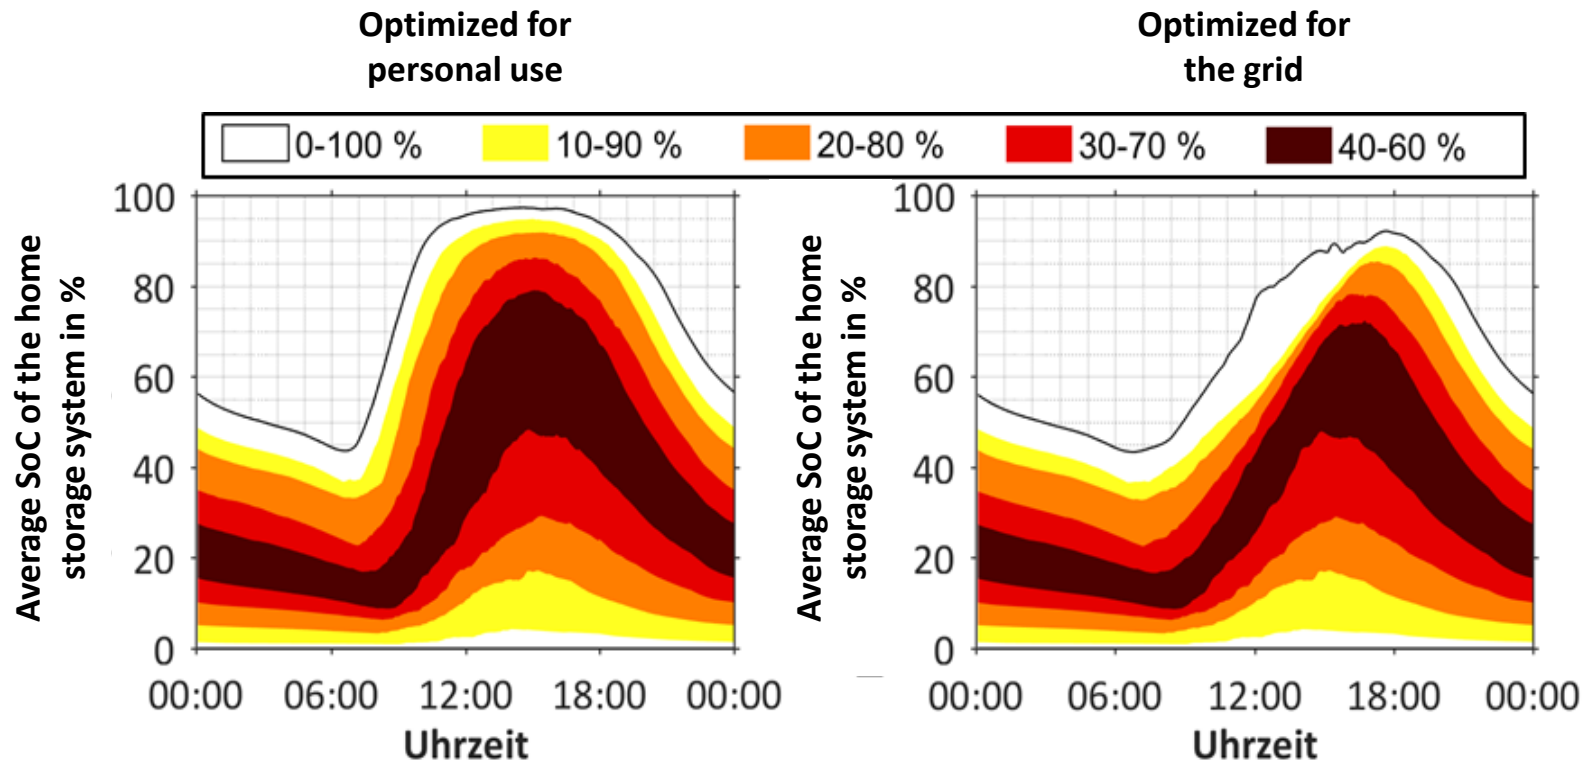 Optimized for
personal use
Optimized for
the grid
0-100 %
10-90 %
20-80 %
30-70 %
40-60 %
Average SoC of the home
storage system in %
100
80
60
40
20
0
00:00
06:00
12:00
18:00
00:00
Uhrzeit
Average SoC of the home
storage system in %
100
80
60
40
20
0
00:00
06:00
12:00
18:00
00:00
Uhrzeit